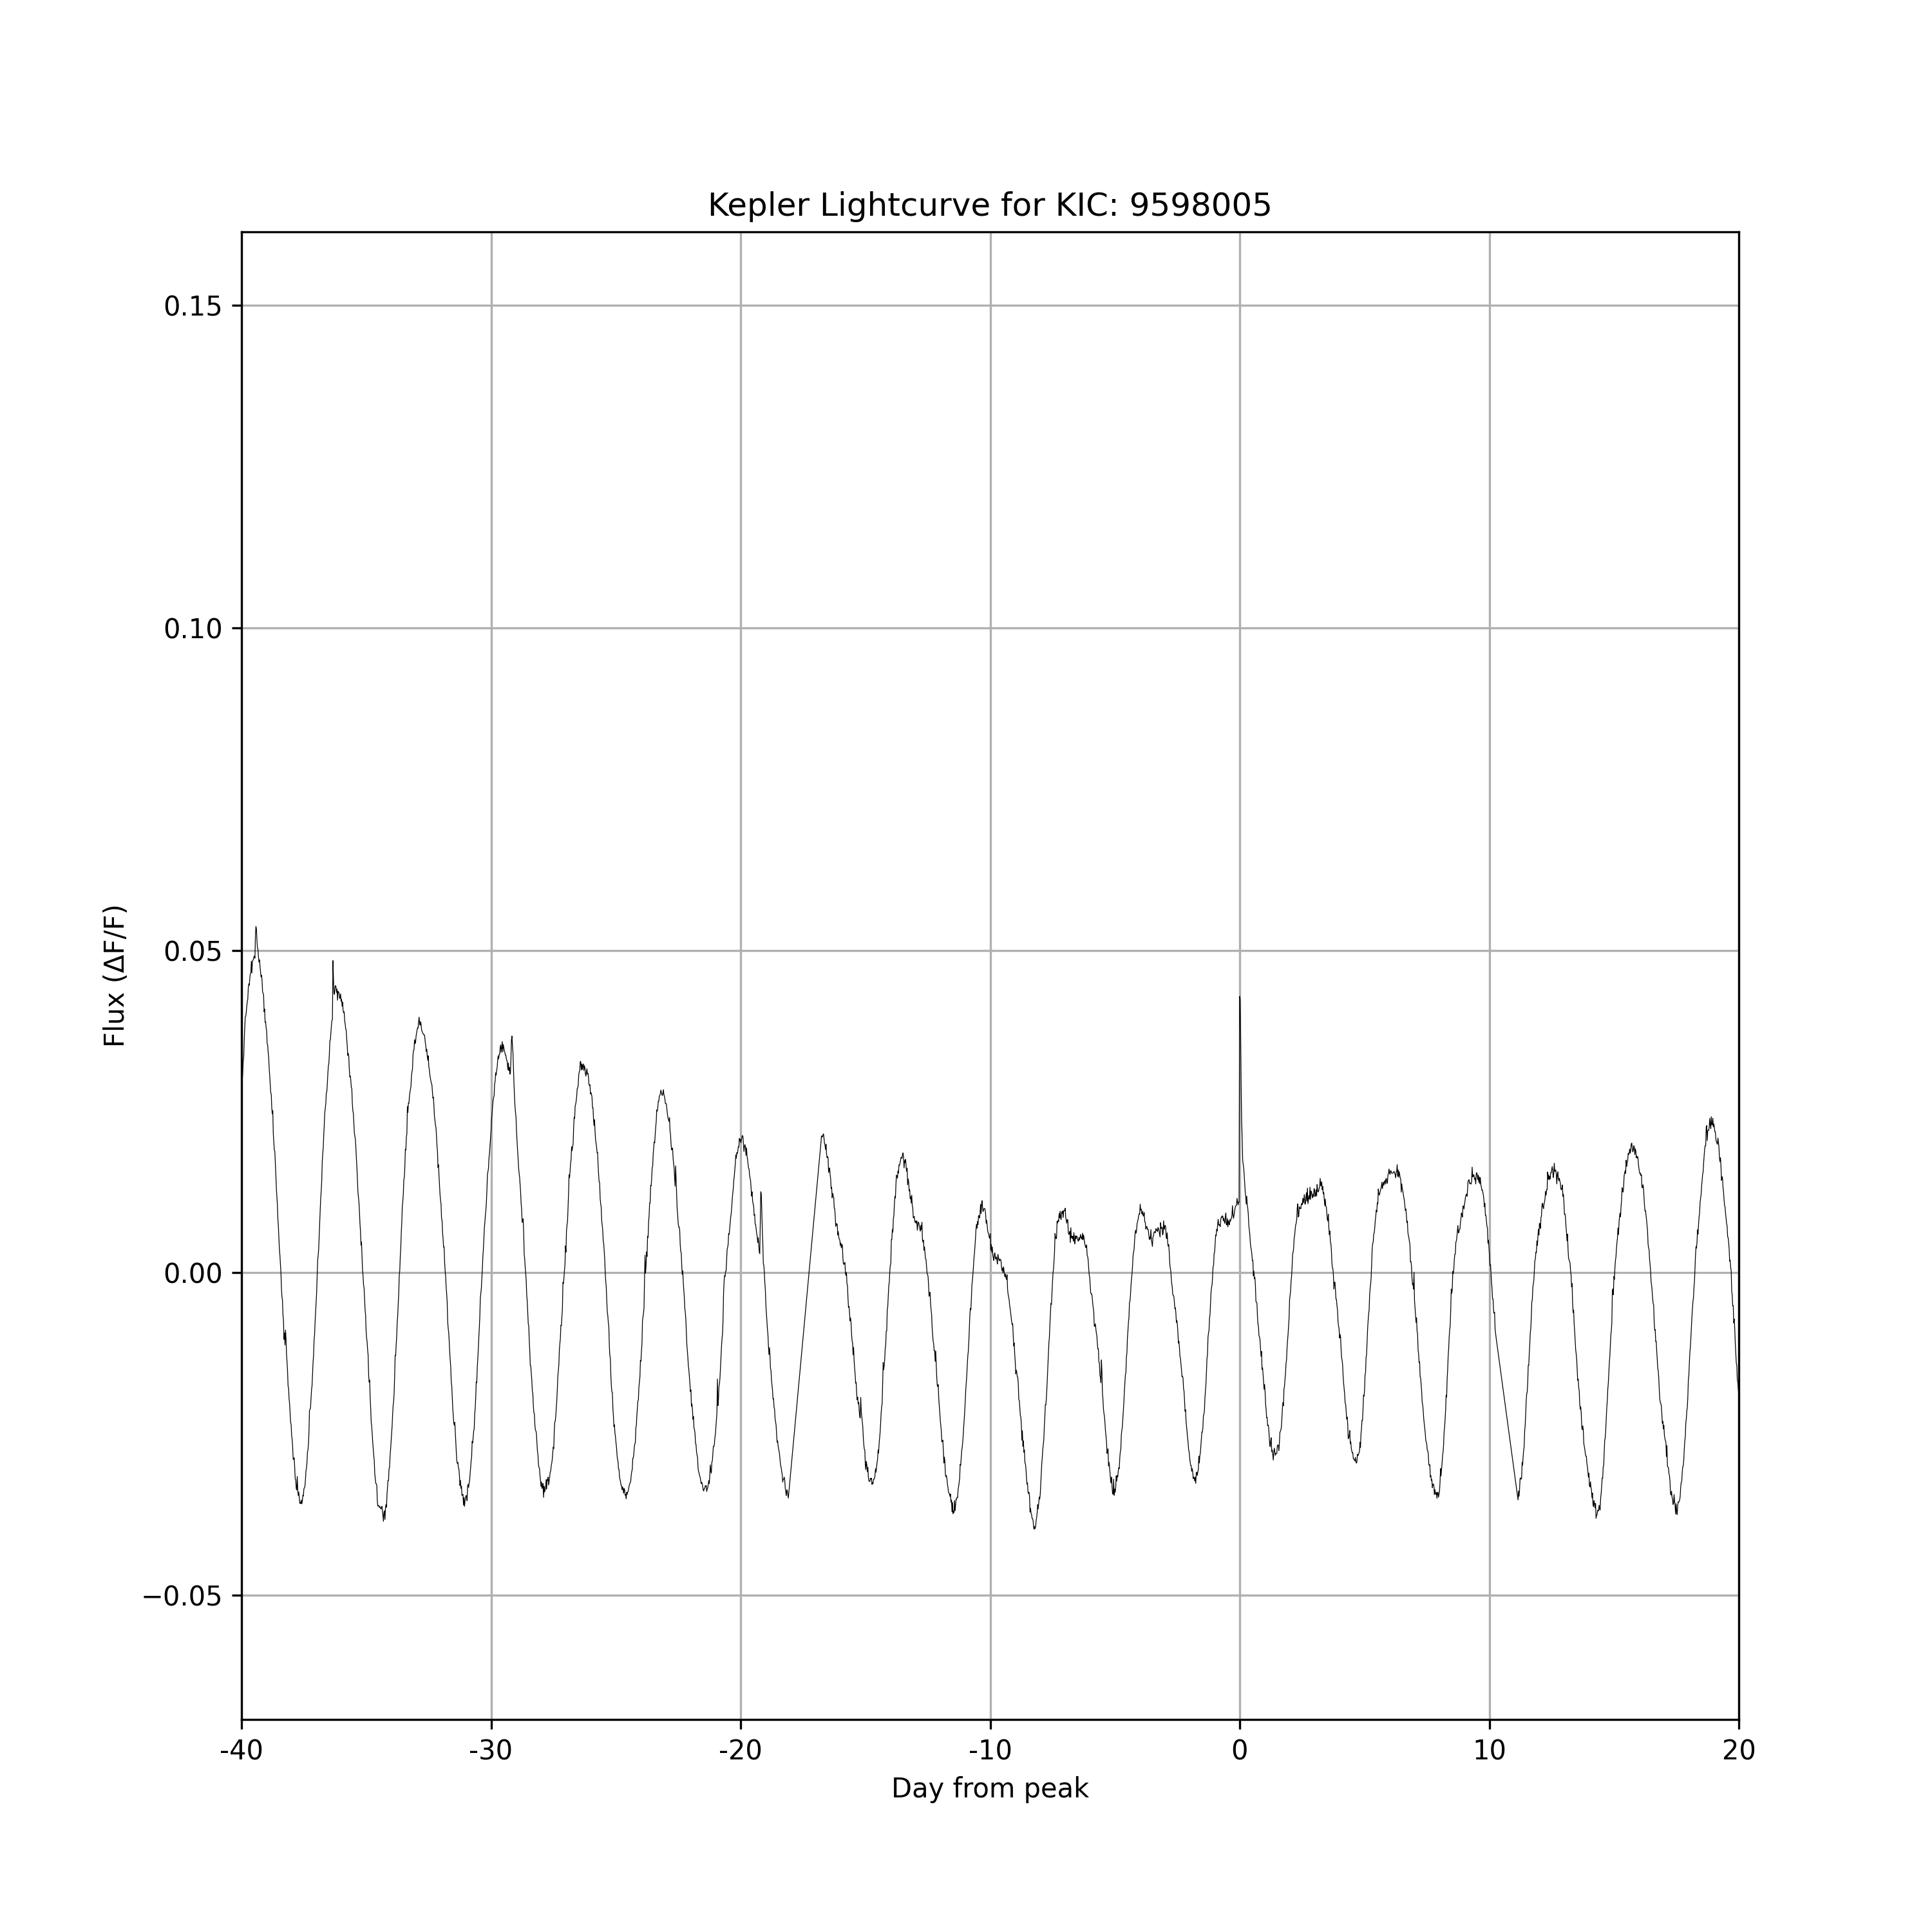 Kepler Lightcurve for KIC: 9598005
0.15
0.10
0.05
0.00
−0.05
Flux (ΔF/F)
-40 -30 -20 -10 0 10 20
Day from peak